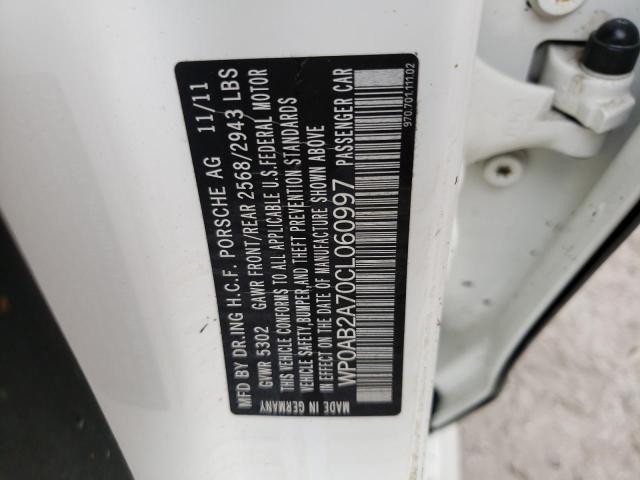 MFD BY DR.ING H.C.F. PORSCHE AG 11/11
GVWR 5302 GAWR FRONT/REAR 2568/2943 LBS
THIS VEHICLE CONFORMS TO ALL APPLICABLE U.S.FEDERAL MOTOR
VEHICLE SAFETY,BUMPER,AND THEFT PREVENTION STANDARDS
IN EFFECT ON THE DATE OF MANUFACTURE SHOWN ABOVE
WP0AB2A70CL060997 PASSENGER CAR
MADE IN GERMANY
970.701.111.02